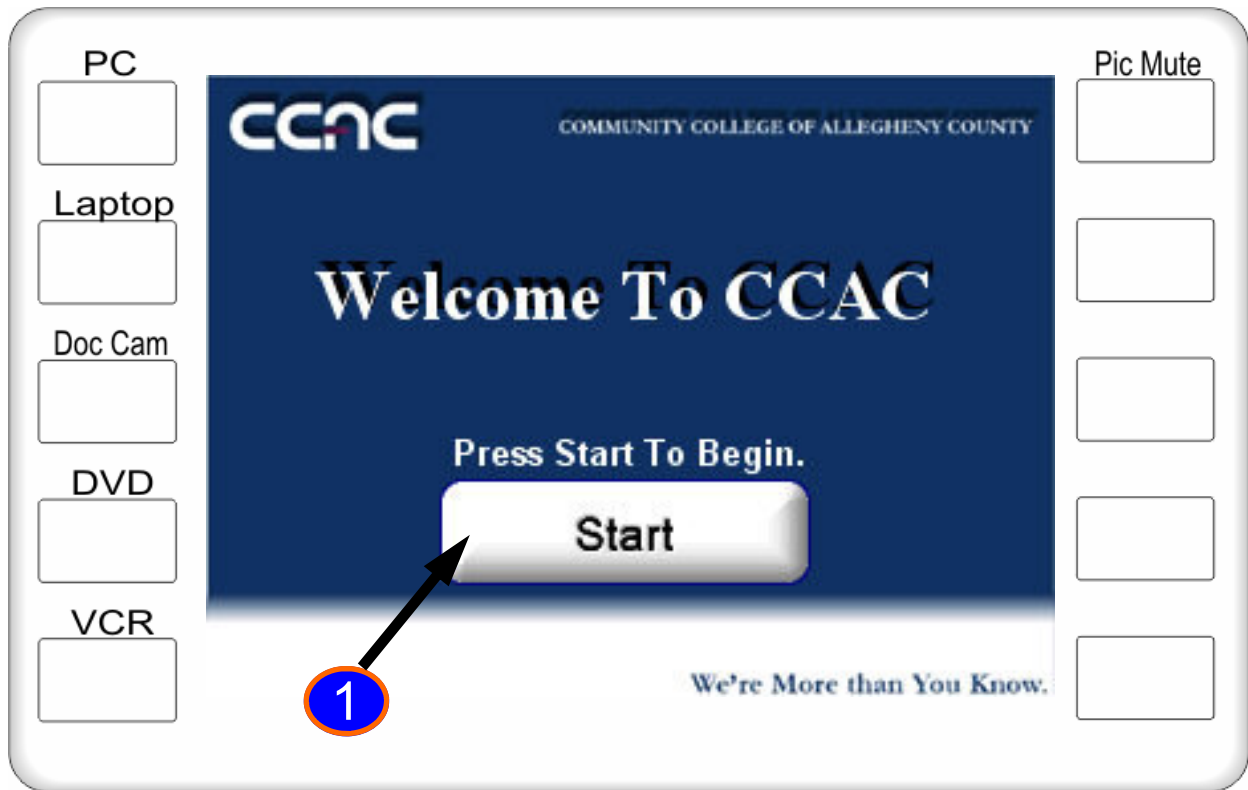 PC
Pic Mute
CCAC
COMMUNITY COLLEGE OF ALLEGHENY COUNTY
Laptop
Welcome To CCAC
Doc Cam
Press Start To Begin.
DVD
Start
VCR
1
We're More than You Know.